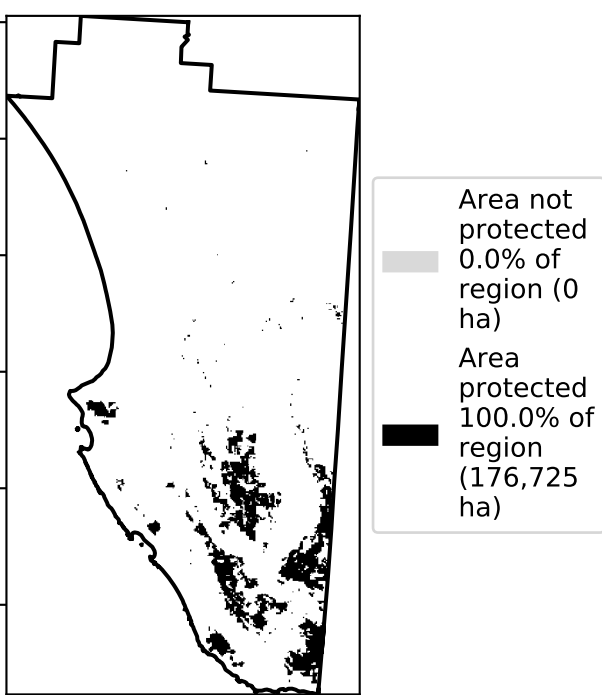 Area not
protected
0.0% of
region (0
ha)
Area
protected
100.0% of
region
(176,725
ha)